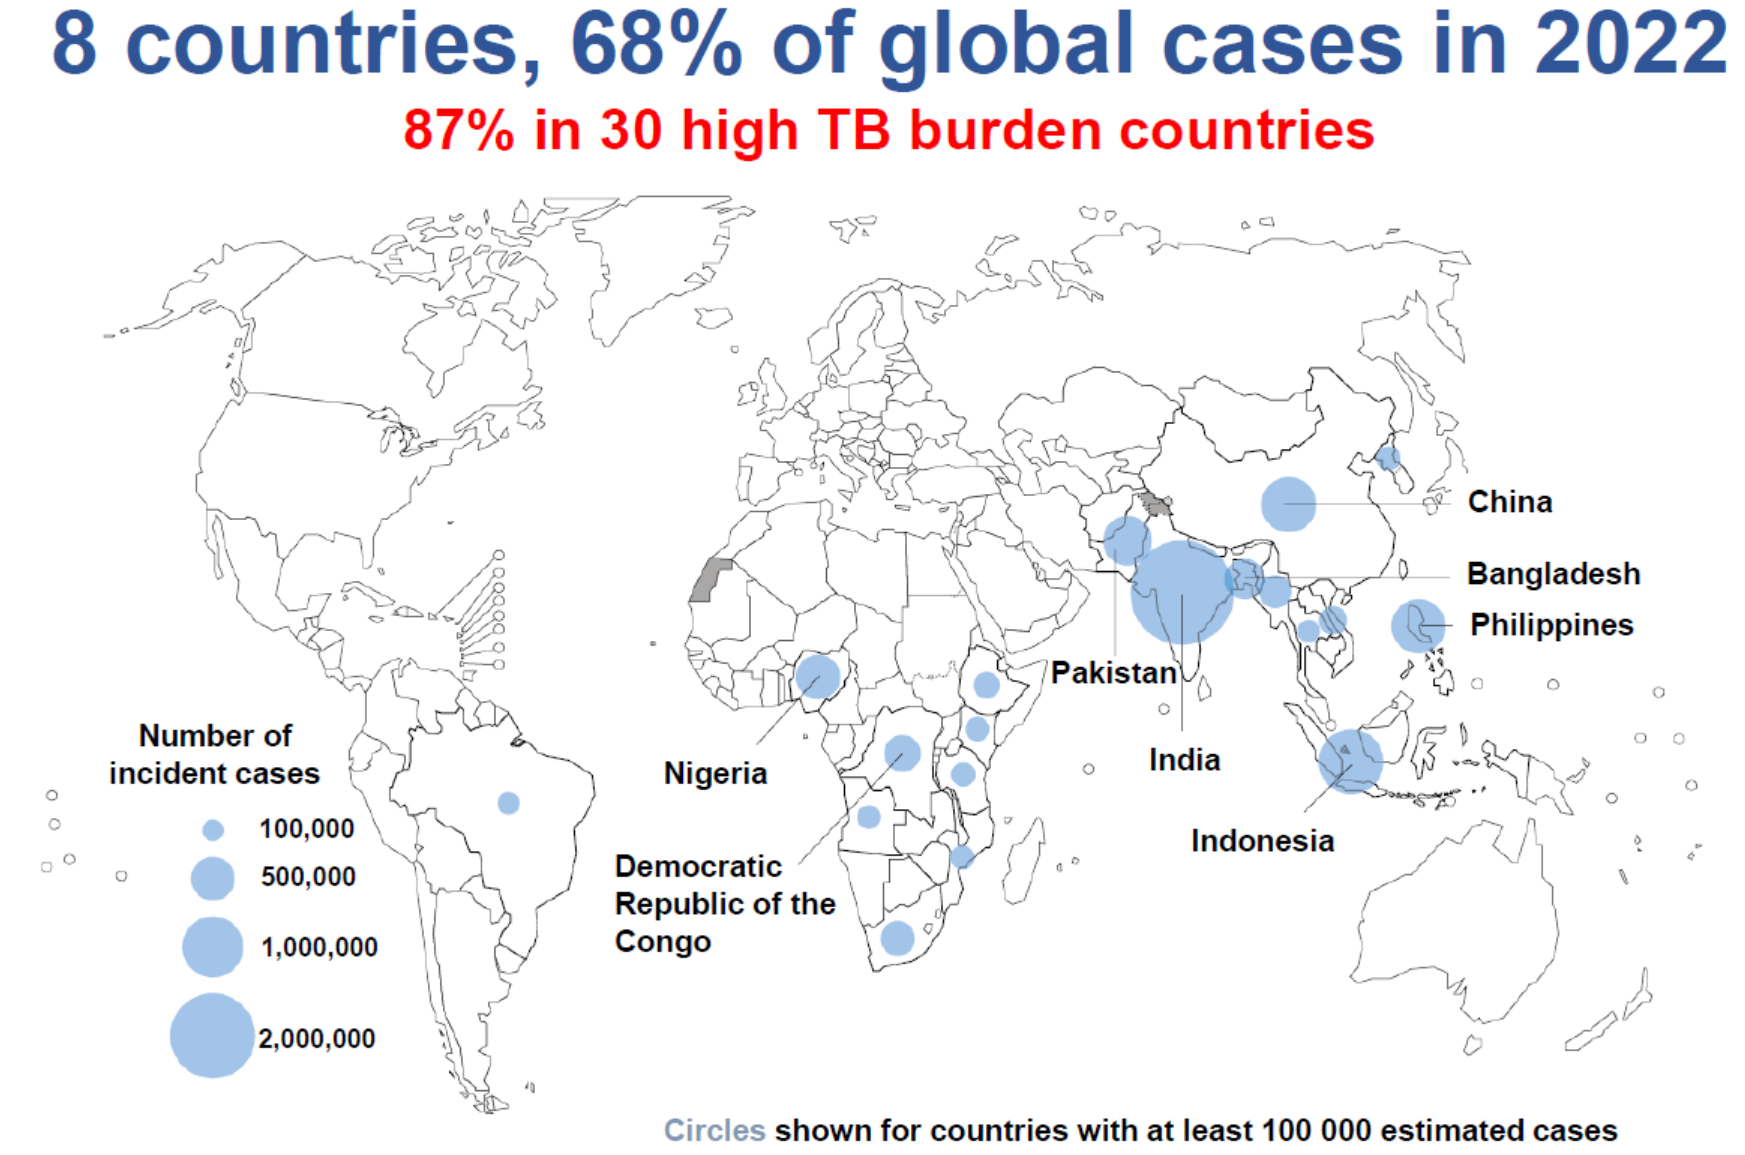 8 countries, 68% of global cases in 2022
87% in 30 high TB burden countries
China
Bangladesh
Philippines
Pakistan
India
Indonesia
Nigeria
Democratic
Republic of the
Congo
Number of
incident cases
100,000
500,000
1,000,000
2,000,000
Circles shown for countries with at least 100 000 estimated cases